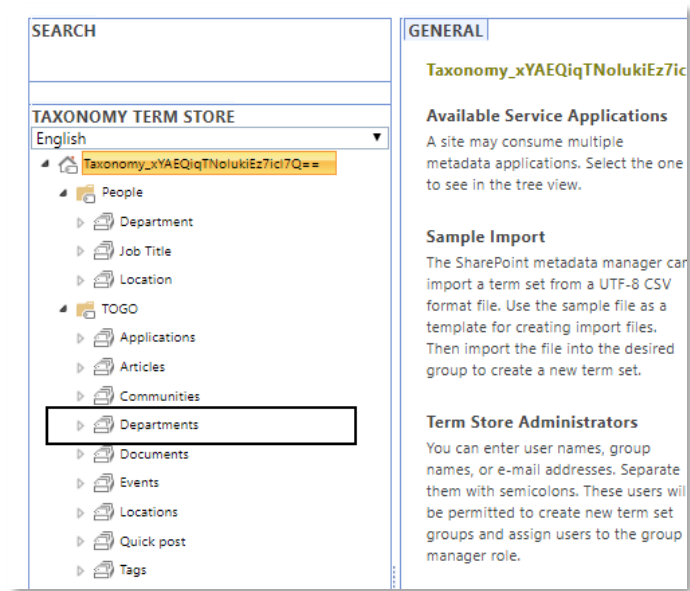 SEARCH
TAXONOMY TERM STORE
English
Taxonomy_xYAEQiqTNolukiEz7icl7Q==
People
Department
Job Title
Location
TOGO
Applications
Articles
Communities
Departments
Documents
Events
Locations
Quick post
Tags
GENERAL
Taxonomy_xYAEQiqTNolukiEz7ic
Available Service Applications
A site may consume multiple
metadata applications. Select the one
to see in the tree view.
Sample Import
The SharePoint metadata manager can
import a term set from a UTF-8 CSV
format file. Use the sample file as a
template for creating import files.
Then import the file into the desired
group to create a new term set.
Term Store Administrators
You can enter user names, group
names, or e-mail addresses. Separate
them with semicolons. These users wil
be permitted to create new term set
groups and assign users to the group
manager role.